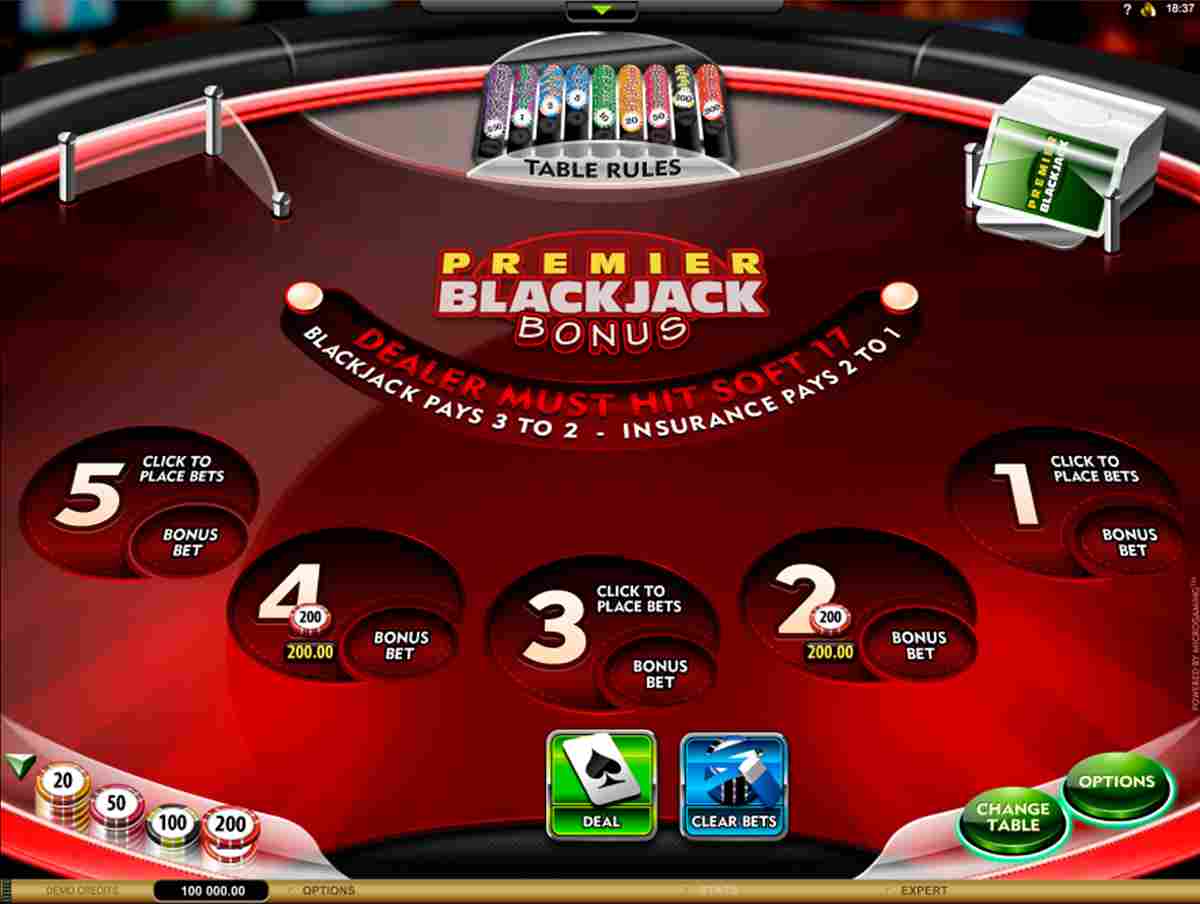 ? 18:37
TABLE RULES
PREMIER
BLACKJACK
PREMIER
BLACKJACK
BONUS
DEALER MUST HIT SOFT 17
BLACKJACK PAYS 3 TO 2 - INSURANCE PAYS 2 TO 1
5
CLICK TO
PLACE BETS
BONUS
BET
4
200
200.00
BONUS
BET
3
CLICK TO
PLACE BETS
BONUS
BET
2
200
200.00
BONUS
BET
1
CLICK TO
PLACE BETS
BONUS
BET
20
50
100
200
DEAL
CLEAR BETS
CHANGE
TABLE
OPTIONS
DEMO CREDITS
100 000.00
OPTIONS
EXPERT